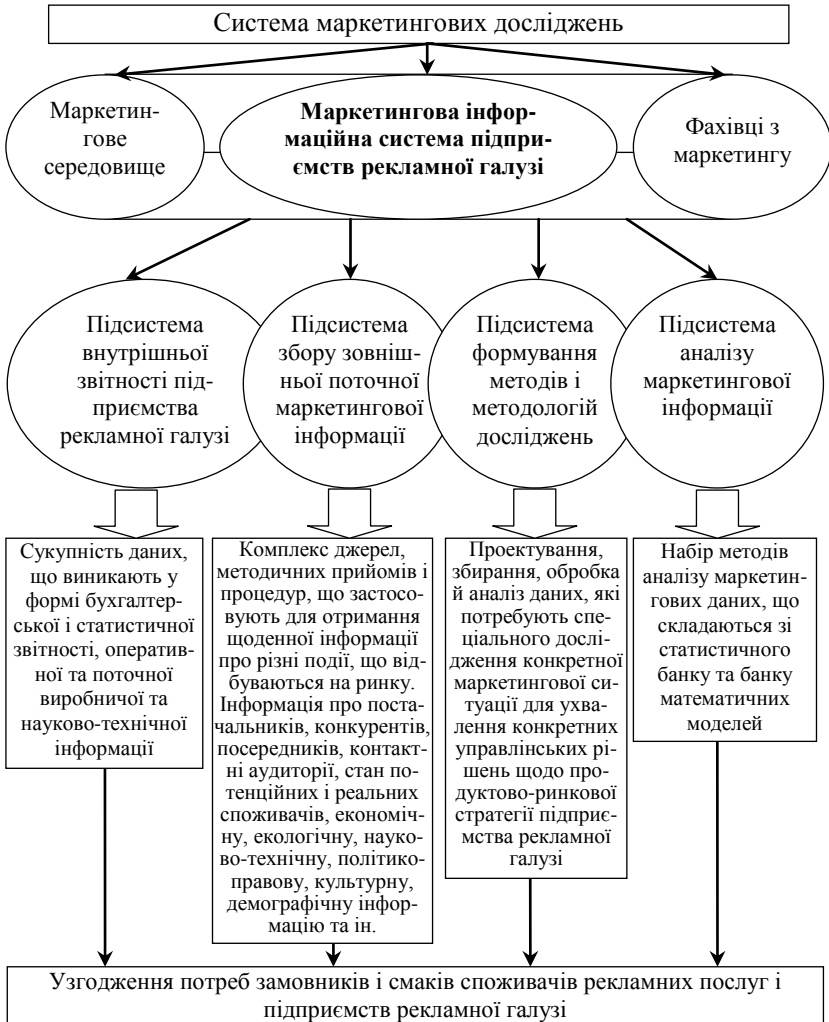 Система маркетингових досліджень
Маркетин-
гове
середовище
Маркетингова інфор-
маційна система підпри-
ємств рекламної галузі
Фахівці з
маркетингу
Підсистема
внутрішньої
звітності під-
приємства
рекламної галузі
Підсистема
збору зовніш-
ньої поточної
маркетингової
інформації
Підсистема
формування
методів і
методологій
досліджень
Підсистема
аналізу
маркетингової
інформації
Сукупність даних,
що виникають у
формі бухгалтер-
ської і статистичної
звітності, оператив-
ної та поточної
виробничої та
науково-технічної
інформації
Комплекс джерел,
методичних прийомів і
процедур, що застосо-
вують для отримання
щоденної інформації
про різні події, що від-
буваються на ринку.
Інформація про поста-
чальників, конкурентів,
посередників, контакт-
ні аудиторії, стан по-
тенційних і реальних
споживачів, економіч-
ну, екологічну, науко-
во-технічну, політико-
правову, культурну,
демографічну інфор-
мацію та ін.
Проектування,
збирання, обробка
й аналіз даних, які
потребують спе-
ціального дослі-
дження конкретної
маркетингової си-
туації для ухва-
лення конкретних
управлінських рі-
шень щодо про-
дуктово-ринкової
стратегії підприє-
мства рекламної
галузі
Набір методів
аналізу маркетин-
гових даних, що
складаються зі
статистичного
банку та банку
математичних
моделей
Узгодження потреб замовників і смаків споживачів рекламних послуг і
підприємств рекламної галузі